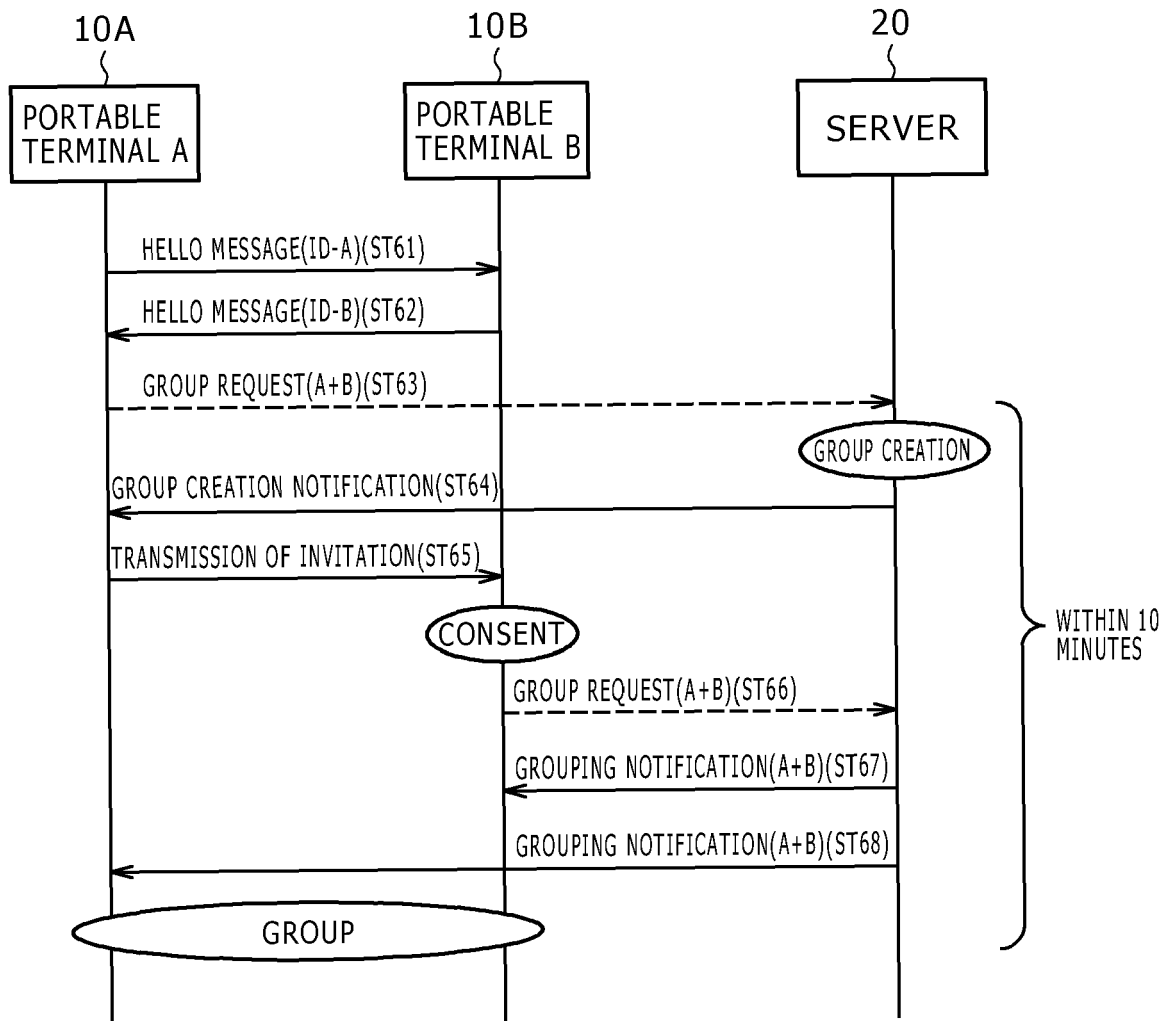 10A
10B
20
PORTABLE
TERMINAL A
PORTABLE
TERMINAL B
SERVER
HELLO MESSAGE(ID-A)(ST61)
HELLO MESSAGE(ID-B)(ST62)
GROUP REQUEST(A+B)(ST63)
GROUP CREATION
GROUP CREATION NOTIFICATION(ST64)
TRANSMISSION OF INVITATION(ST65)
CONSENT
WITHIN 10
MINUTES
GROUP REQUEST(A+B)(ST66)
GROUPING NOTIFICATION(A+B)(ST67)
GROUPING NOTIFICATION(A+B)(ST68)
GROUP